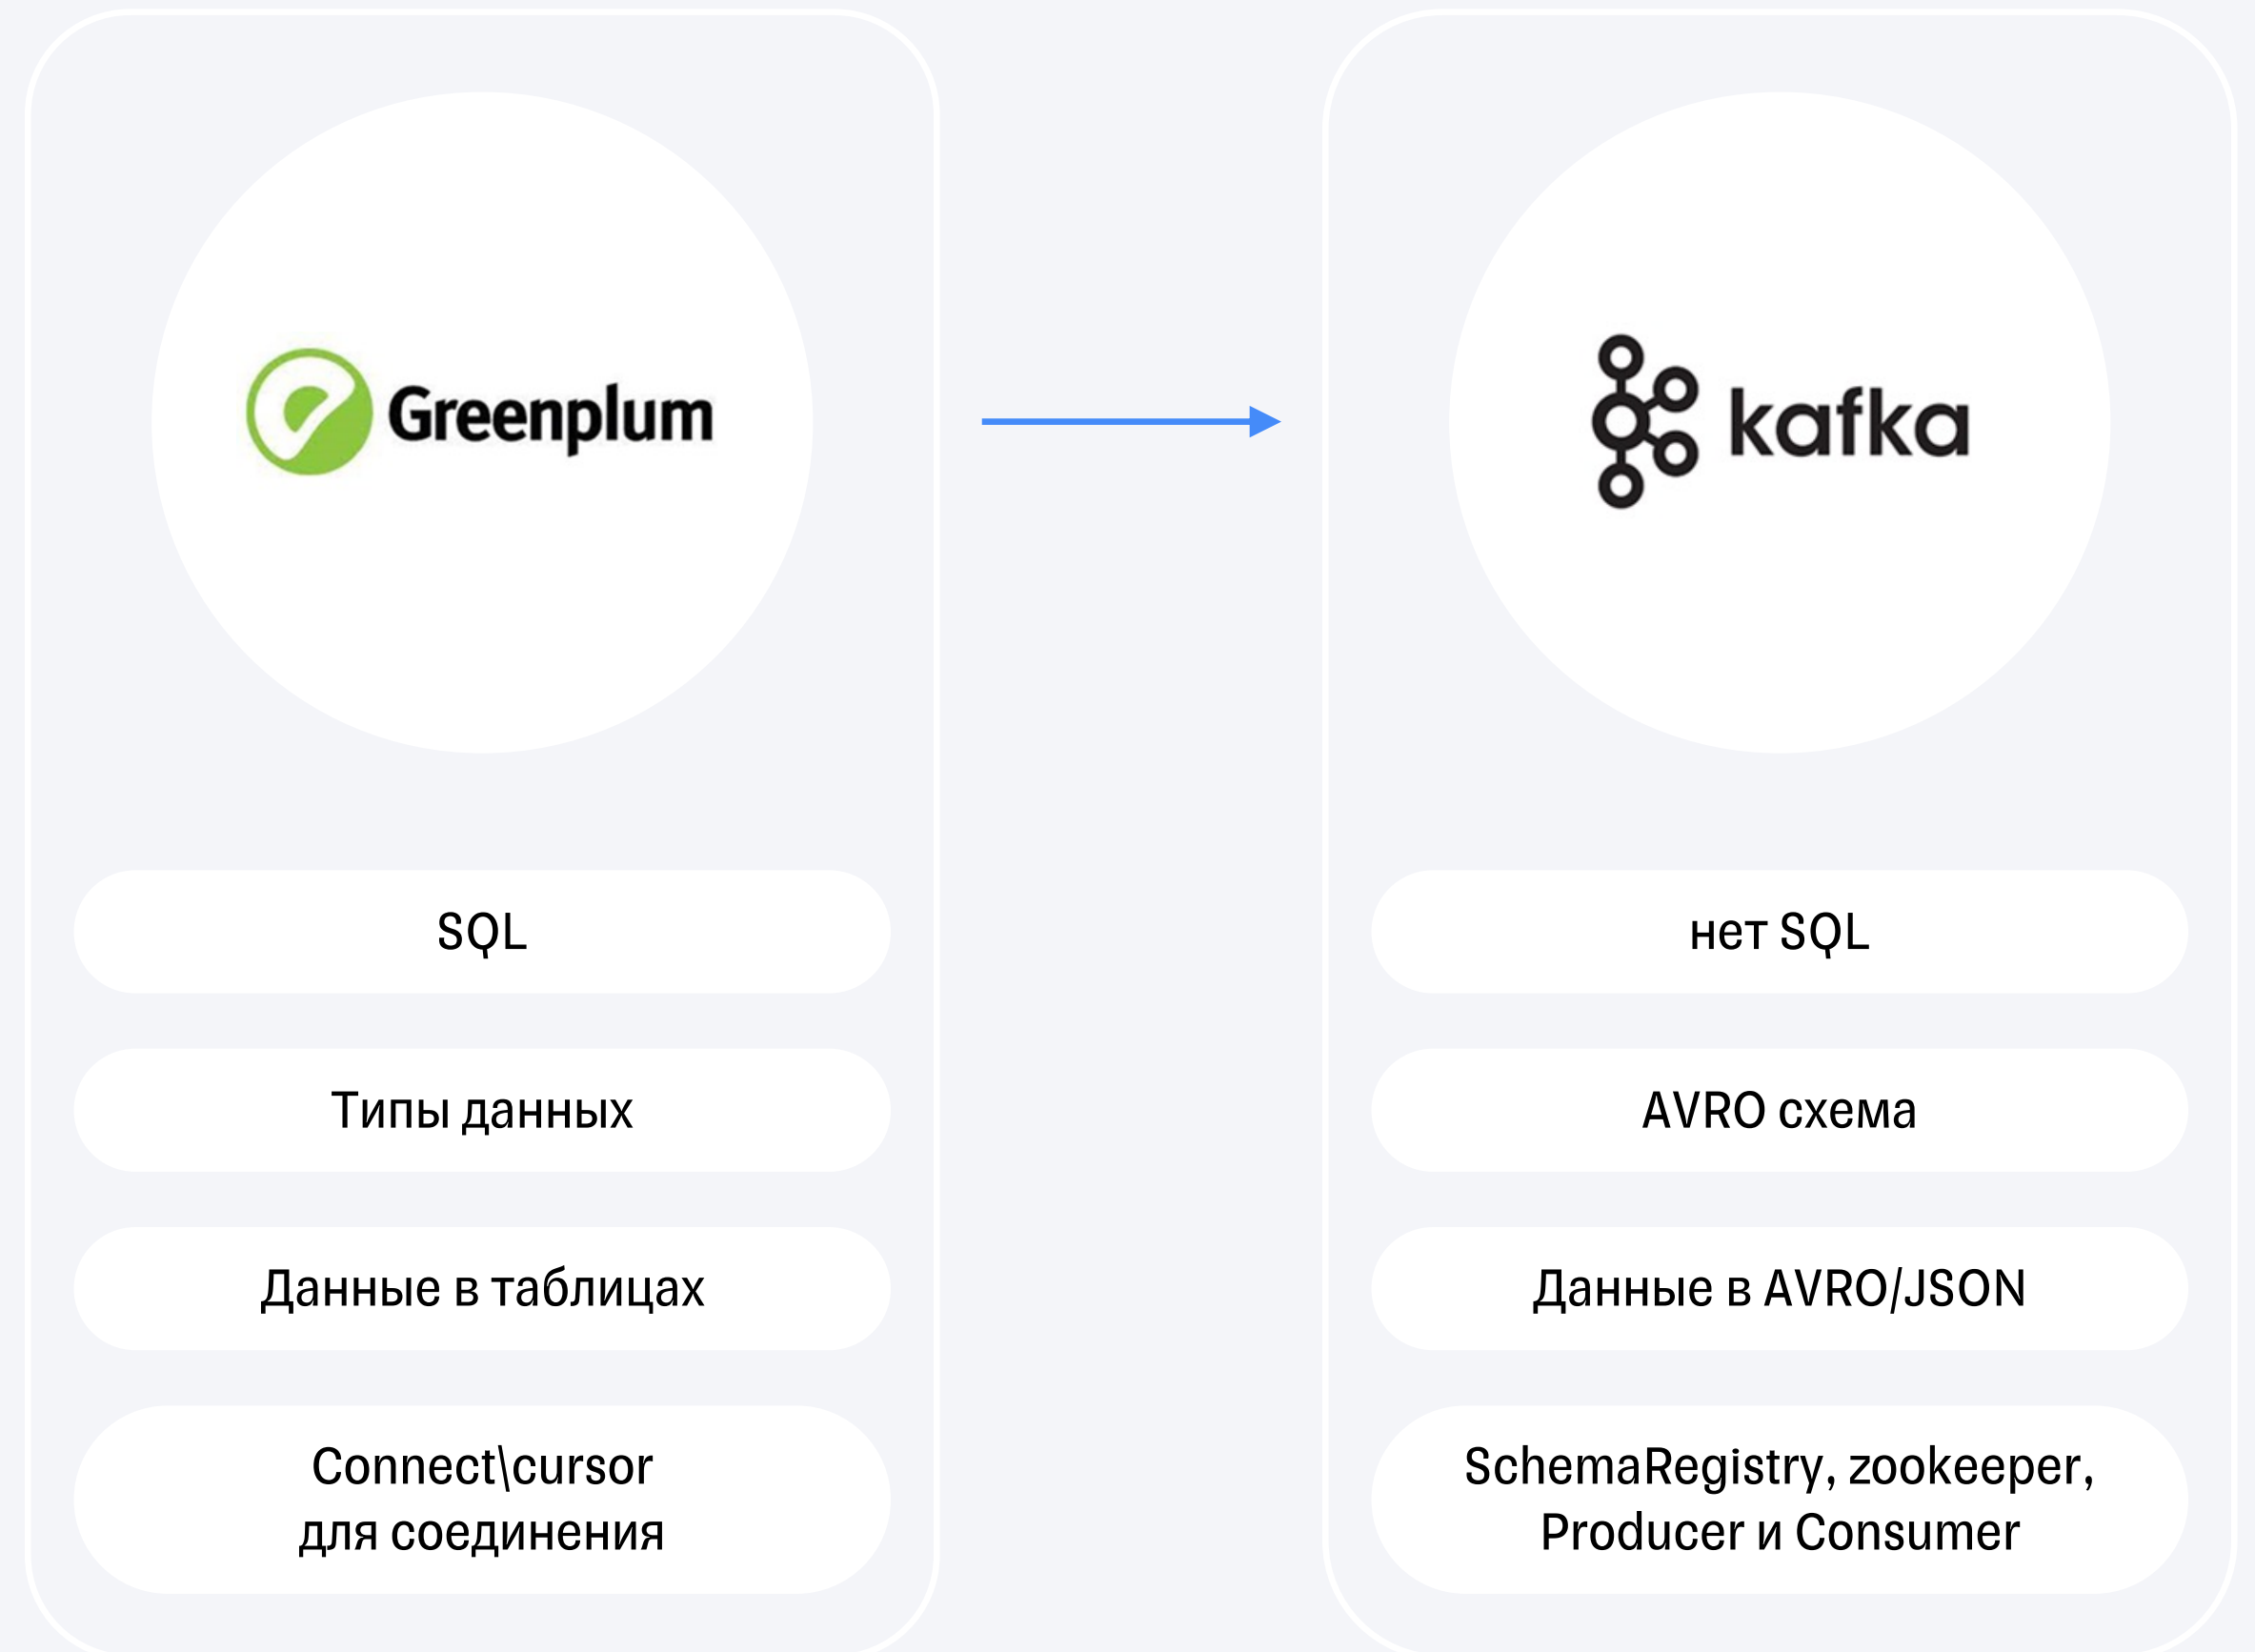 Greenplum
SQL
Типы данных
Данные в таблицах
Connect\cursor
для соединения
kafka
нет SQL
AVRO схема
Данные в AVRO/JSON
SchemaRegistry, zookeeper,
Producer и Consumer